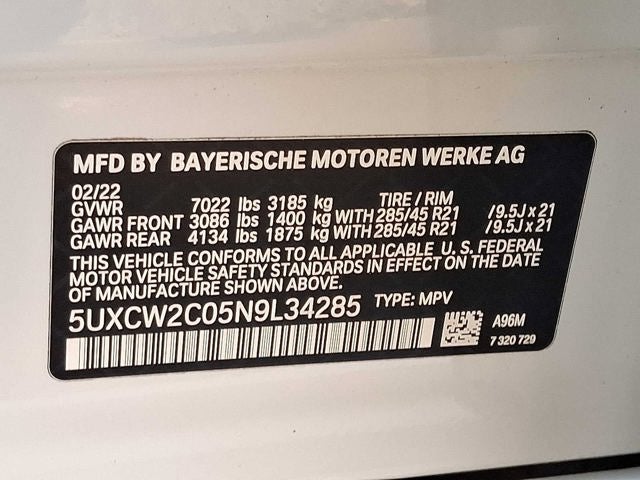 MFD BY BAYERISCHE MOTOREN WERKE AG
02/22
GVWR 7022 lbs 3185 kg TIRE / RIM
GAWR FRONT 3086 lbs 1400 kg WITH 285/45 R21 /9.5J x 21
GAWR REAR 4134 lbs 1875 kg WITH 285/45 R21 /9.5J x 21
THIS VEHICLE CONFORMS TO ALL APPLICABLE U. S. FEDERAL
MOTOR VEHICLE SAFETY STANDARDS IN EFFECT ON THE DATE
OF MANUFACTURE SHOWN ABOVE.
5UXCW2C05N9L34285 TYPE: MPV
A96M
7 320 729